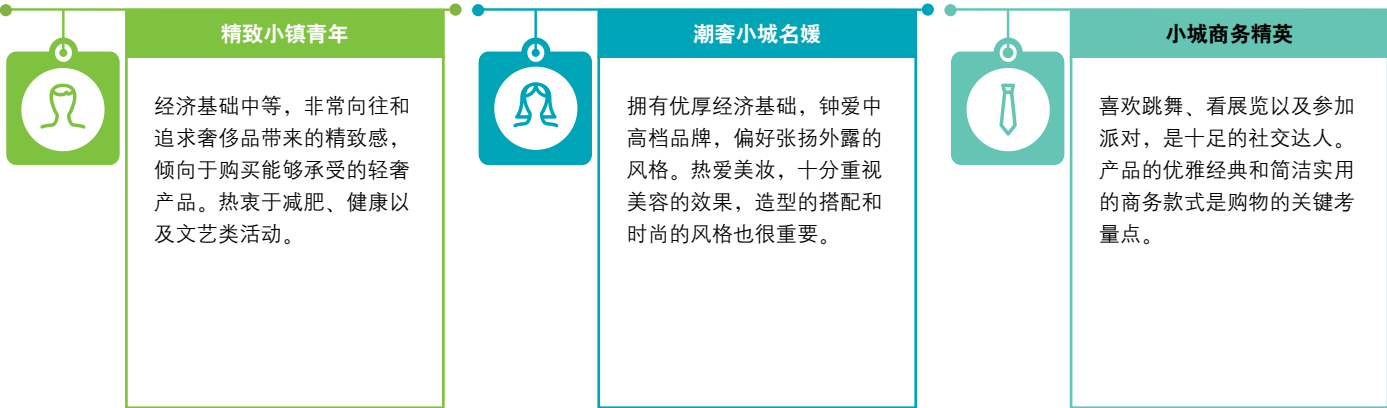 精致小镇青年
经济基础中等，非常向往和
追求奢侈品带来的精致感，
倾向于购买能够承受的轻奢
产品。热衷于减肥、健康以
及文艺类活动。
潮奢小城名媛
拥有优厚经济基础，钟爱中
高档品牌，偏好张扬外露的
风格。热爱美妆，十分重视
美容的效果，造型的搭配和
时尚的风格也很重要。
小城商务精英
喜欢跳舞、看展览以及参加
派对，是十足的社交达人。
产品的优雅经典和简洁实用
的商务款式是购物的关键考
量点。